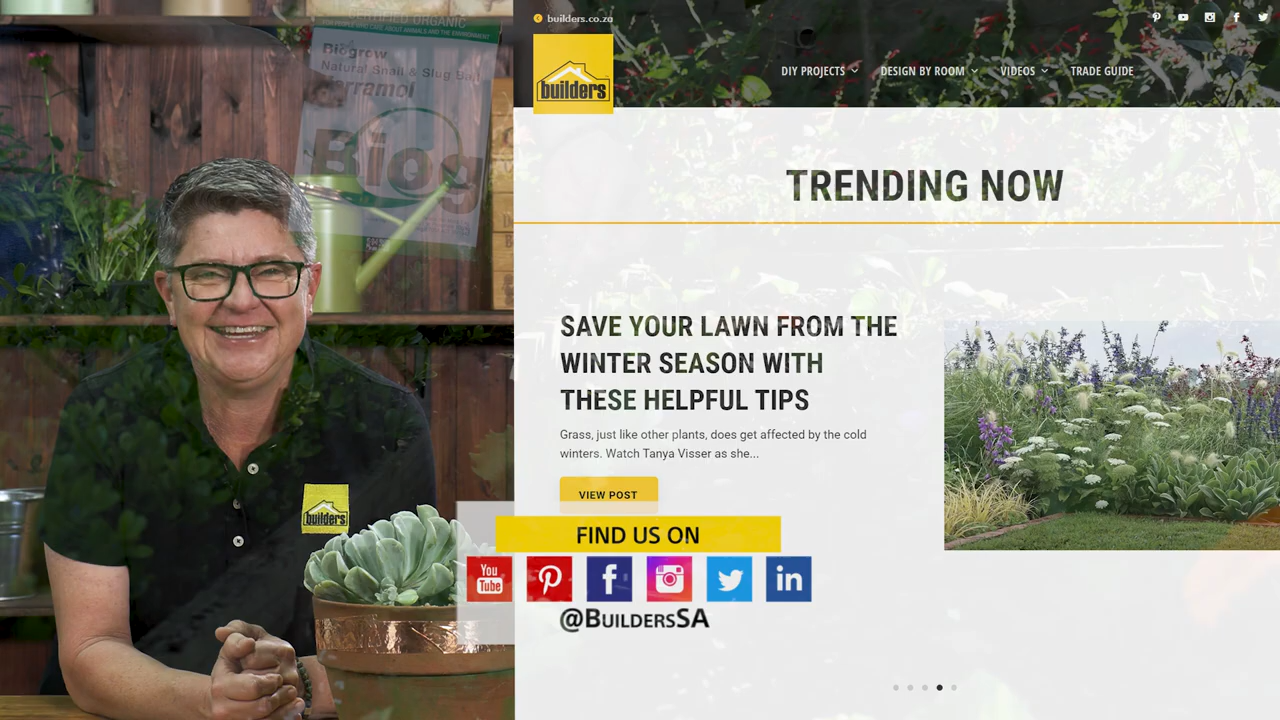 CERTIFIED ORGANIC
Biogrow
Natural Snail & Slug Bait
Ferramol
Biog
builders
builders.co.za
builders
DIY PROJECTS
DESIGN BY ROOM
VIDEOS
TRADE GUIDE
TRENDING NOW
SAVE YOUR LAWN FROM THE
WINTER SEASON WITH
THESE HELPFUL TIPS
Grass, just like other plants, does get affected by the cold
winters. Watch Tanya Visser as she...
VIEW POST
FIND US ON
You
Tube
in
@BUILDERSSA